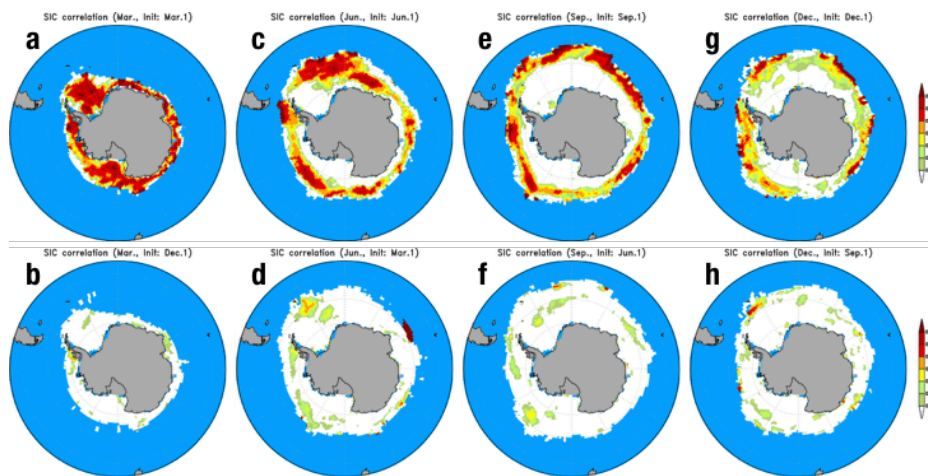 SIC correlation (Mar., Init: Mar.1)
SIC correlation (Jun., Init: Jun.1)
SIC correlation (Sep., Init: Sep.1)
SIC correlation (Dec., Init: Dec.1)
a
c
e
g
SIC correlation (Mar., Init: Dec.1)
SIC correlation (Jun., Init: Mar.1)
SIC correlation (Sep., Init: Jun.1)
SIC correlation (Dec., Init: Sep.1)
b
d
f
h